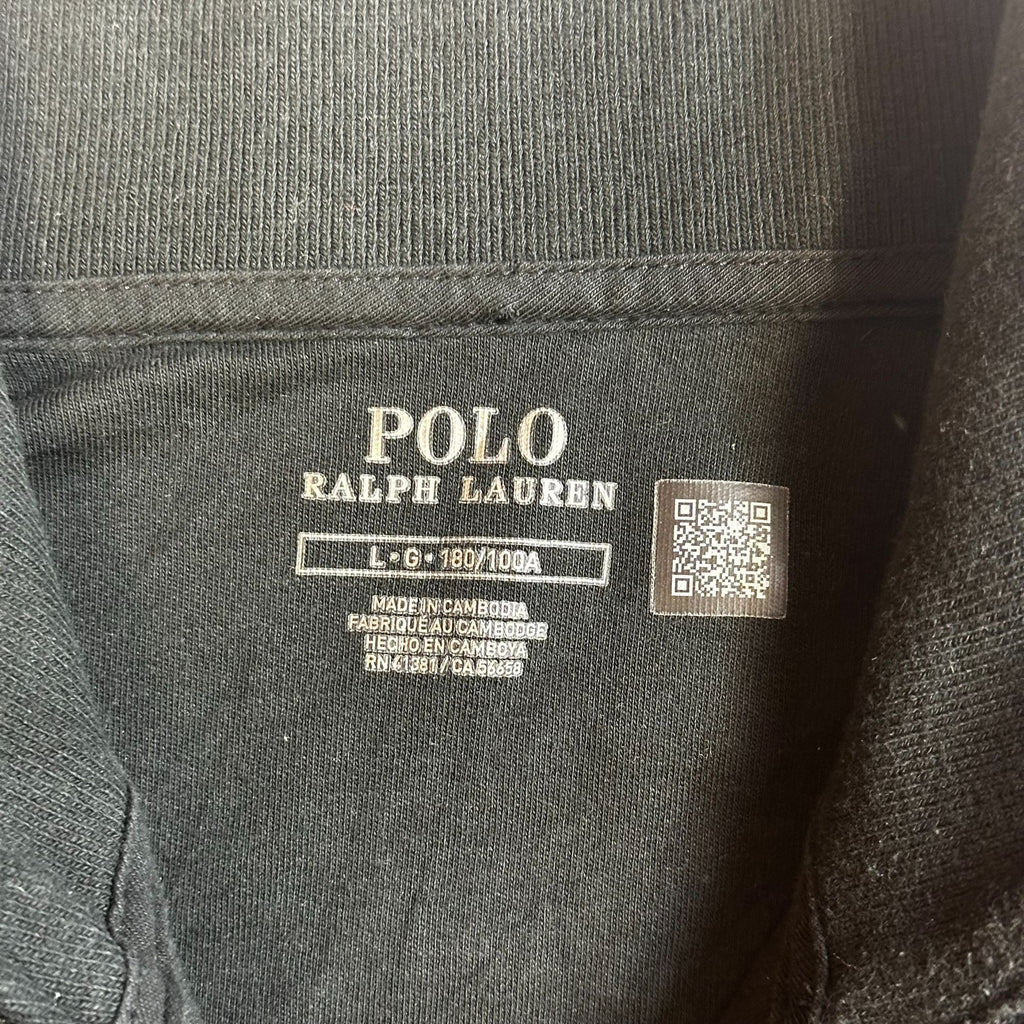 POLO
RALPH LAUREN
L • G • 180/100A
MADE IN CAMBODIA
FABRIQUÉ AU CAMBODGE
HECHO EN CAMBOYA
RN 41381 / CA 56658